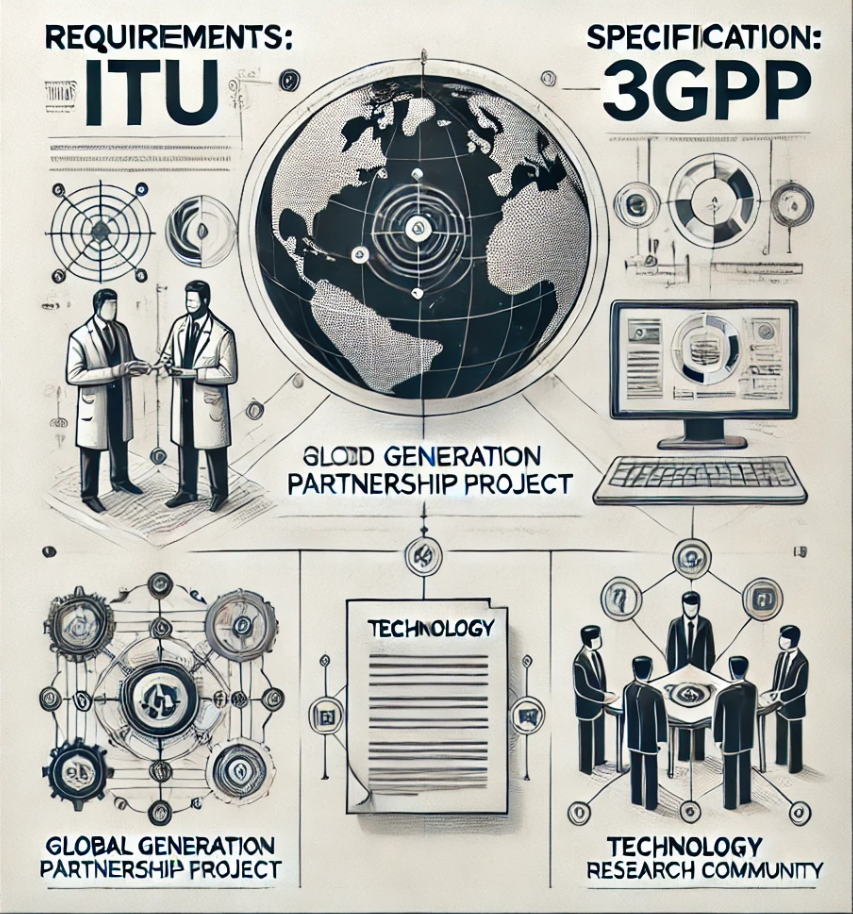 REQUIREMENTS:
ITU
SPECIFICATION:
3GPP
GLOBD GENERATION
PARTNERSHIP PROJECT
TECHNOLOGY
GLOBAL GENERATION
PARTNERSHIP PROJECT
TECHNOLOGY
RESEARCH COMMUNITY